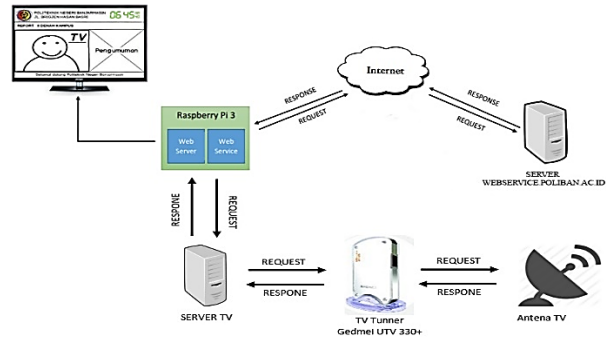 POLITEKNIK NEGERI BANJARMASIN
JL. BRIGJEN HASAN BASRI
06:45
TV
Pengumuman
Internet
RESPONSE
REQUEST
RESPONSE
REQUEST
Raspberry Pi 3
Web Server
Web Service
SERVER
WEBSERVICE.POLIBAN.AC.ID
RESPONE
REQUEST
REQUEST
RESPONE
REQUEST
RESPONE
SERVER TV
TV Tunner
GedmeI UTV 330+
Antena TV